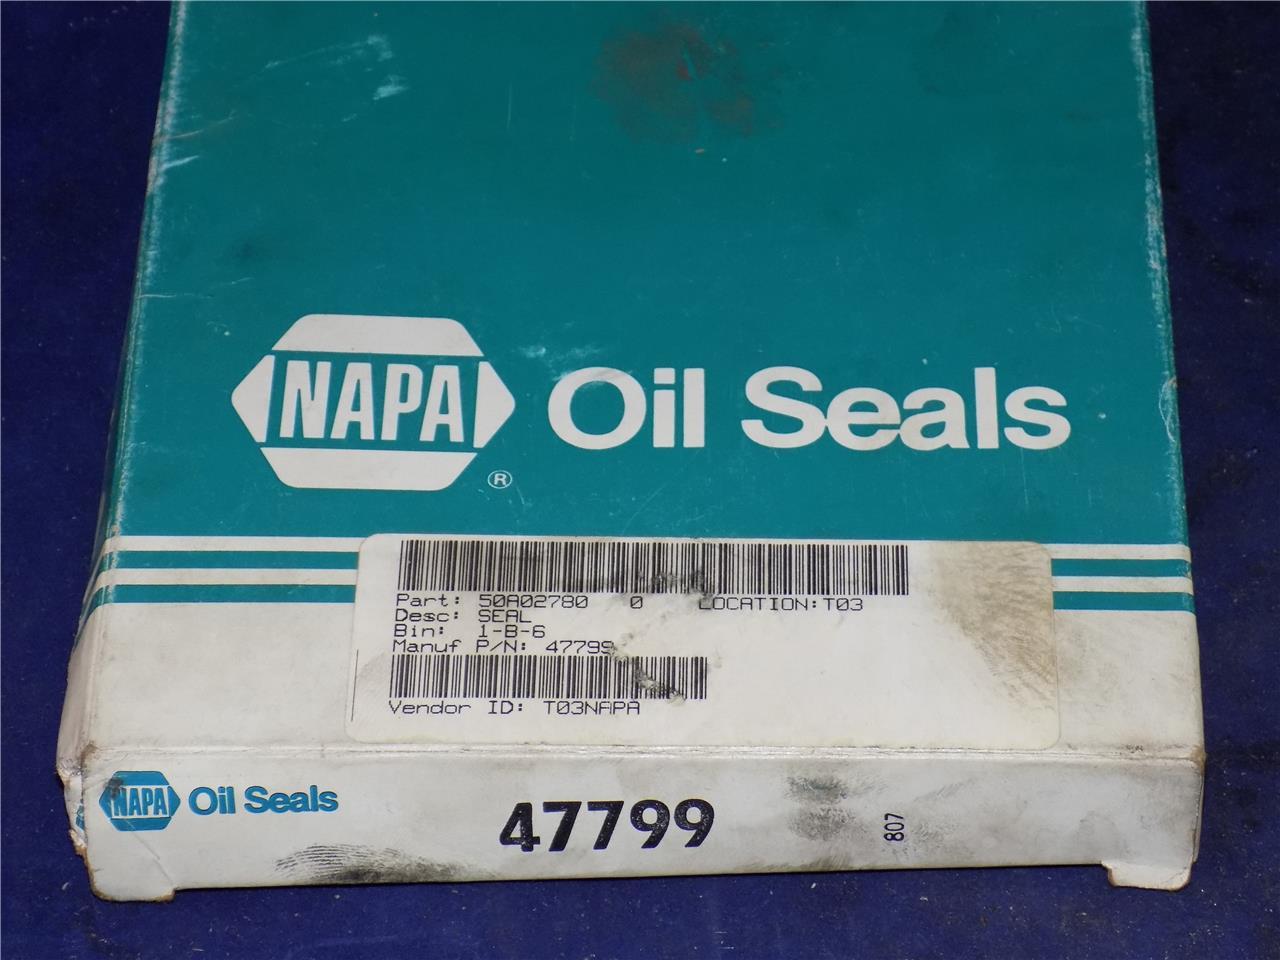 NAPA Oil Seals
®
Part: 50A02780 0 LOCATION:T03
Desc: SEAL
Bin: 1-B-6
Manuf P/N: 47799
Vendor ID: T03NAPA
NAPA Oil Seals 47799 807